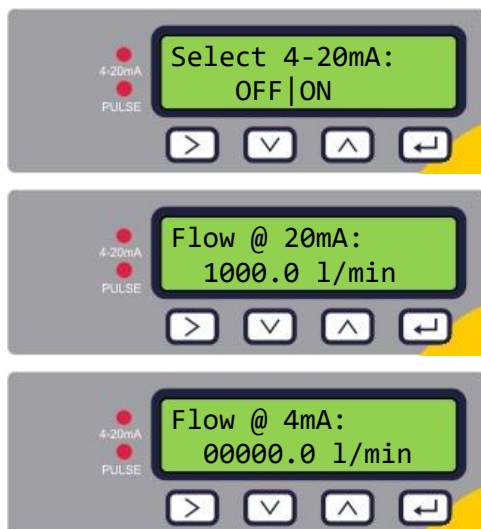 Select 4-20mA:
OFF|ON
4-20mA
PULSE
Flow @ 20mA:
1000.0 l/min
4-20mA
PULSE
Flow @ 4mA:
00000.0 l/min
4-20mA
PULSE